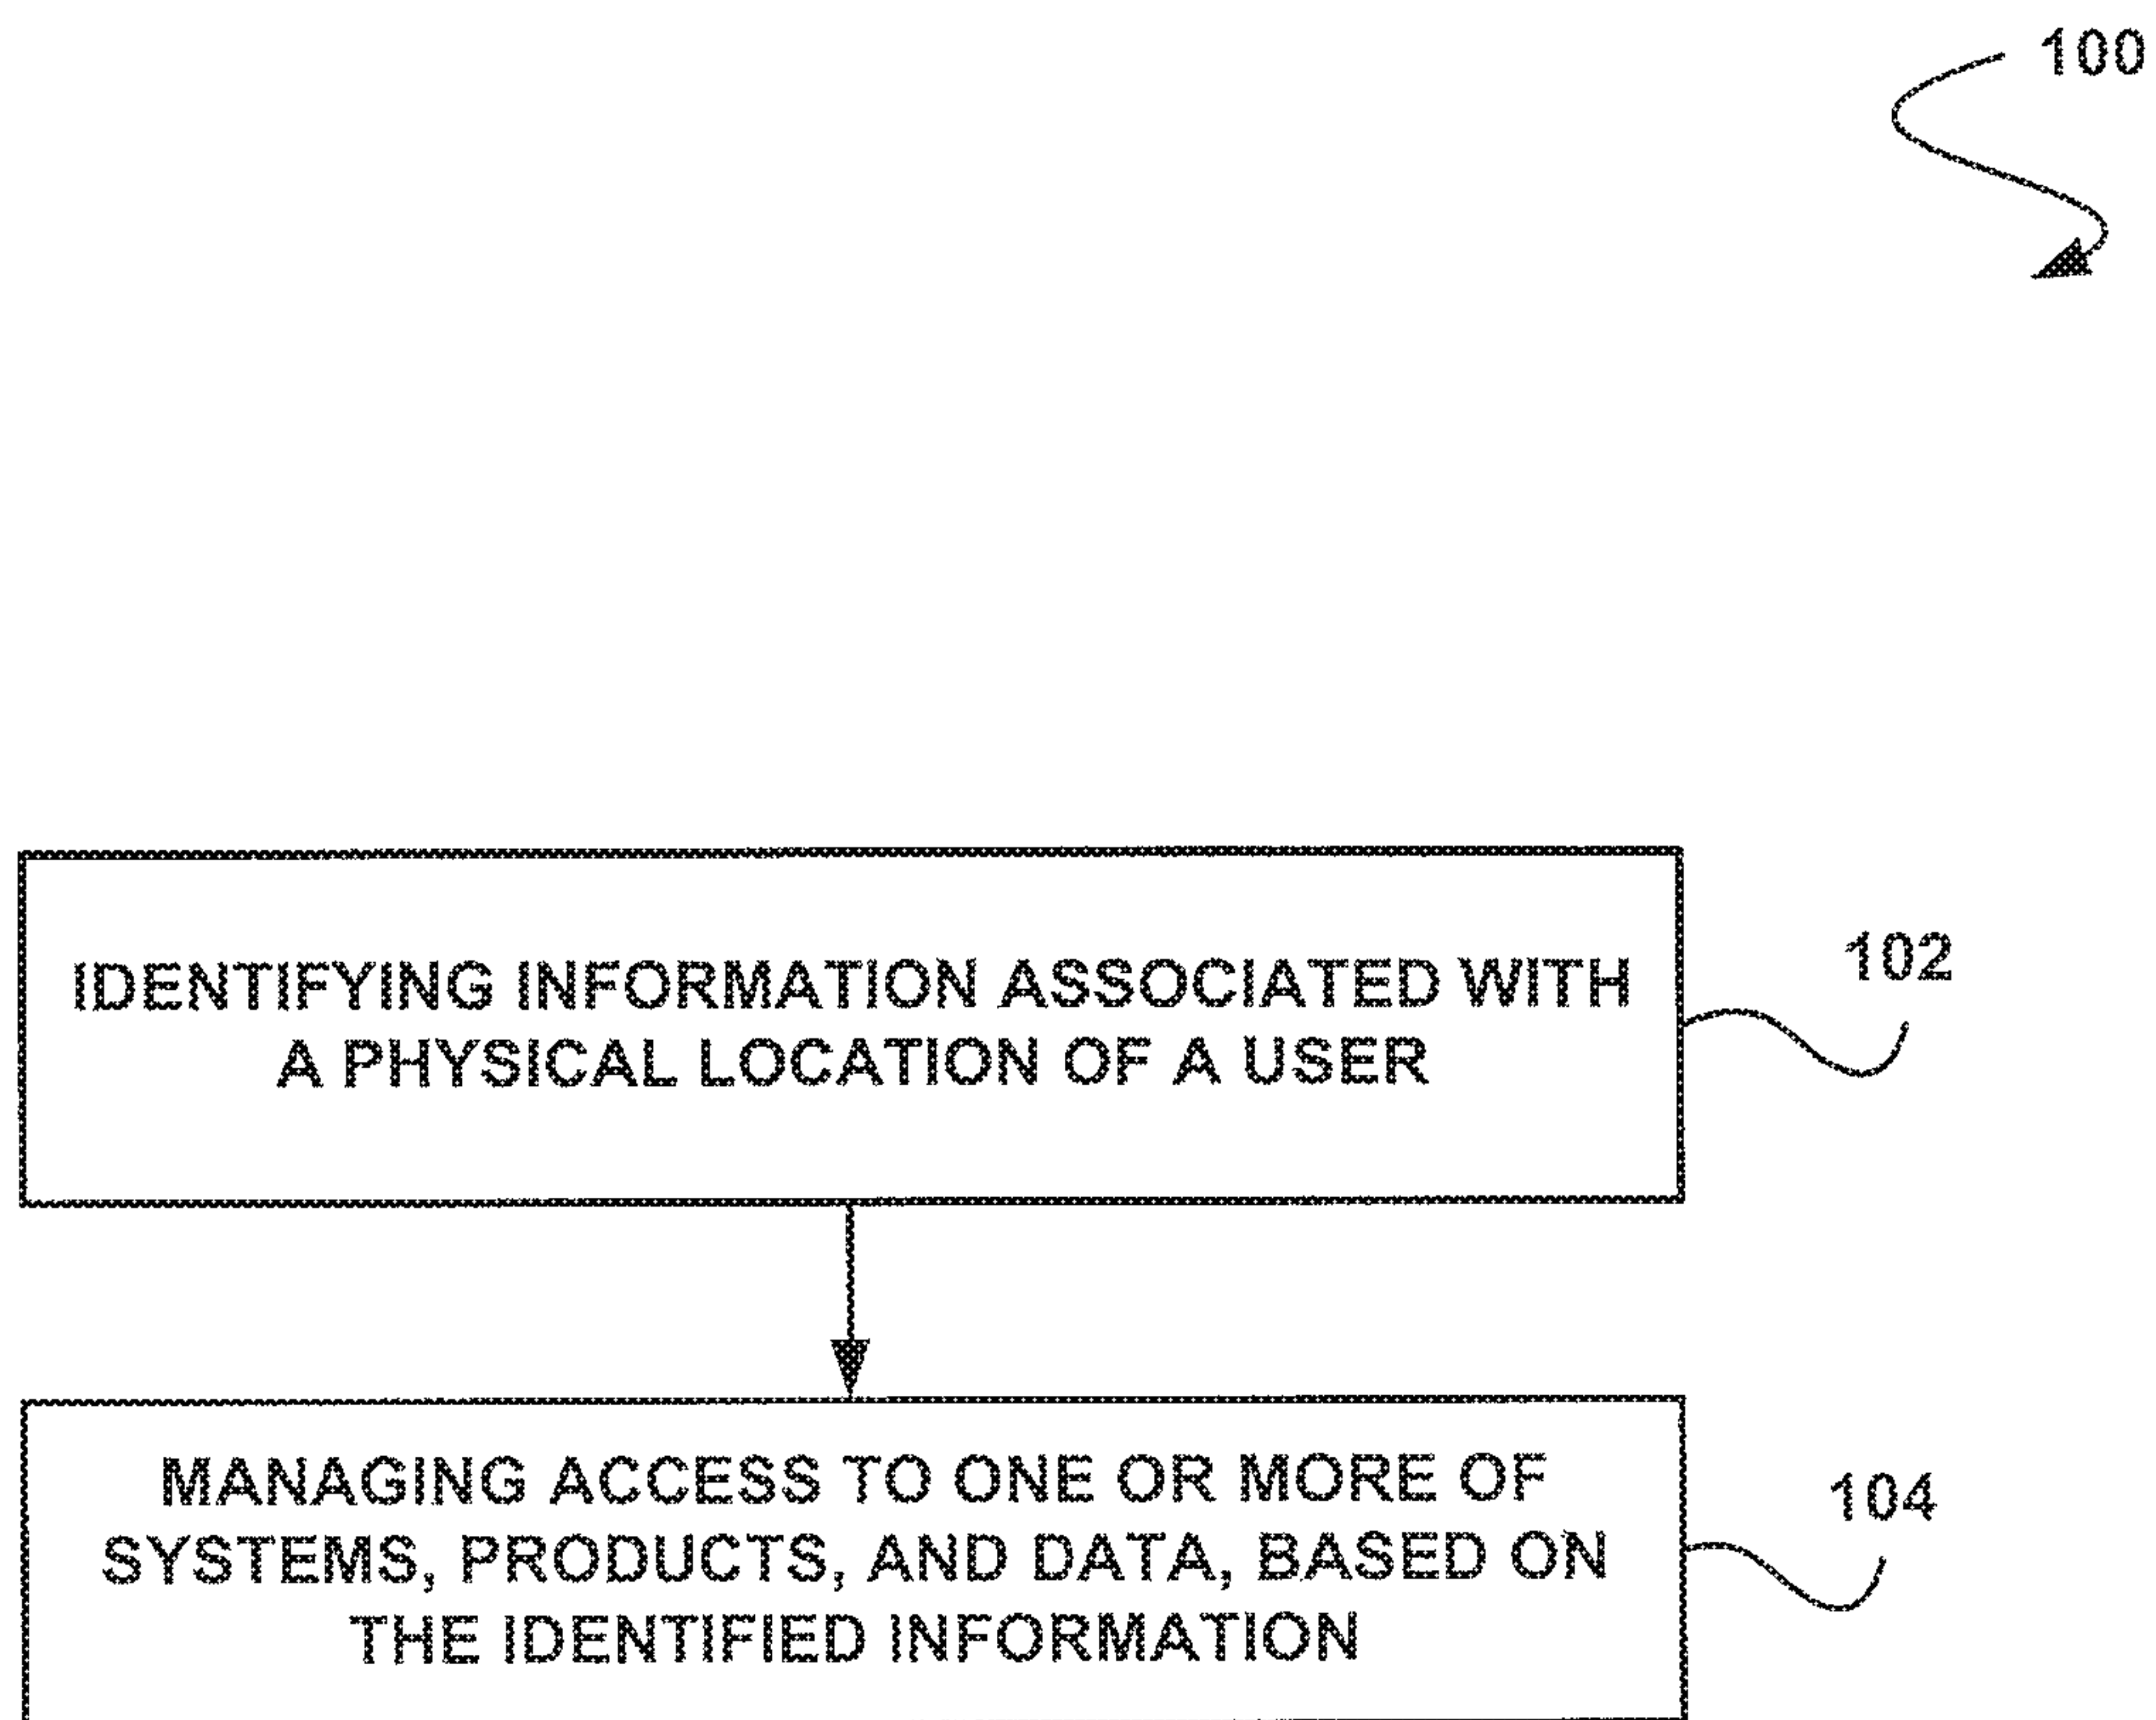 100
IDENTIFYING INFORMATION ASSOCIATED WITH
A PHYSICAL LOCATION OF A USER
102
MANAGING ACCESS TO ONE OR MORE OF
SYSTEMS, PRODUCTS, AND DATA, BASED ON
THE IDENTIFIED INFORMATION
104